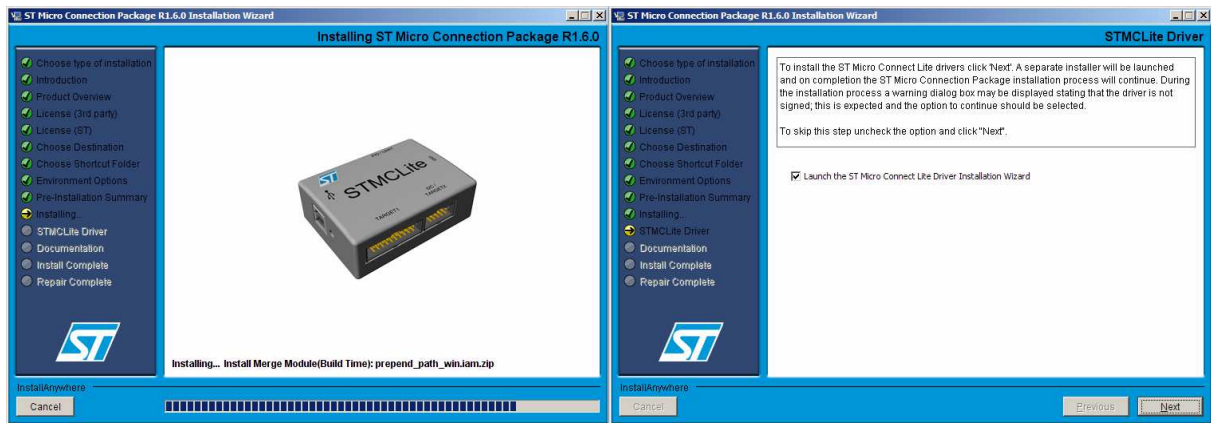 ST Micro Connection Package R1.6.0 Installation Wizard
Installing ST Micro Connection Package R1.6.0
Choose type of installation
Introduction
Product Overview
License (3rd party)
License (ST)
Choose Destination
Choose Shortcut Folder
Environment Options
Pre-Installation Summary
Installing...
STMCLite Driver
Documentation
Install Complete
Repair Complete
ST
ST
STMCLite
TARGET1
Installing... Install Merge Module(Build Time): prepend_path_win.iam.zip
InstallAnywhere
Cancel
ST Micro Connection Package R1.6.0 Installation Wizard
STMCLite Driver
Choose type of installation
Introduction
Product Overview
License (3rd party)
License (ST)
Choose Destination
Choose Shortcut Folder
Environment Options
Pre-Installation Summary
Installing...
STMCLite Driver
Documentation
Install Complete
Repair Complete
ST
To install the ST Micro Connect Lite drivers click 'Next'. A separate installer will be launched
and on completion the ST Micro Connection Package installation process will continue. During
the installation process a warning dialog box may be displayed stating that the driver is not
signed; this is expected and the option to continue should be selected.
To skip this step uncheck the option and click "Next".
Launch the ST Micro Connect Lite Driver Installation Wizard
InstallAnywhere
Cancel
Previous
Next